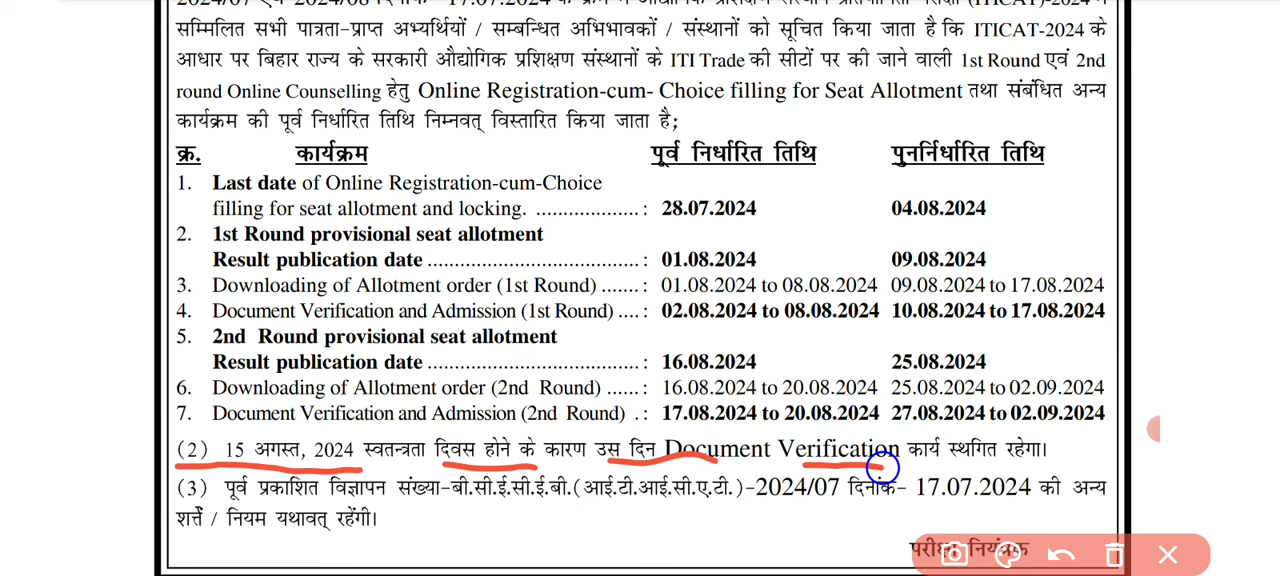 सम्मिलित सभी पात्रता-प्राप्त अभ्यर्थियों / सम्बन्धित अभिभावकों / संस्थानों को सूचित किया जाता है कि ITICAT-2024 के
आधार पर बिहार राज्य के सरकारी औद्योगिक प्रशिक्षण संस्थानों के ITI Trade की सीटों पर की जाने वाली 1st Round एवं 2nd
round Online Counselling हेतु Online Registration-cum- Choice filling for Seat Allotment तथा संबंधित अन्य
कार्यक्रम की पूर्व निर्धारित तिथि निम्नवत् विस्तारित किया जाता है;
क्र. कार्यक्रम पूर्व निर्धारित तिथि पुनर्निर्धारित तिथि
1. Last date of Online Registration-cum-Choice
filling for seat allotment and locking. ................... : 28.07.2024 04.08.2024
2. 1st Round provisional seat allotment
Result publication date ....................................... : 01.08.2024 09.08.2024
3. Downloading of Allotment order (1st Round) ....... : 01.08.2024 to 08.08.2024 09.08.2024 to 17.08.2024
4. Document Verification and Admission (1st Round) .... : 02.08.2024 to 08.08.2024 10.08.2024 to 17.08.2024
5. 2nd Round provisional seat allotment
Result publication date ....................................... : 16.08.2024 25.08.2024
6. Downloading of Allotment order (2nd Round) ...... : 16.08.2024 to 20.08.2024 25.08.2024 to 02.09.2024
7. Document Verification and Admission (2nd Round) . : 17.08.2024 to 20.08.2024 27.08.2024 to 02.09.2024
(2) 15 अगस्त, 2024 स्वतन्त्रता दिवस होने के कारण उस दिन Document Verification कार्य स्थगित रहेगा।
(3) पूर्व प्रकाशित विज्ञापन संख्या-बी.सी.ई.सी.ई.बी.(आई.टी.आई.सी.ए.टी.)-2024/07 दिनांक- 17.07.2024 की अन्य
शर्त्तें / नियम यथावत् रहेंगी।
परीक्षा नियंत्रक